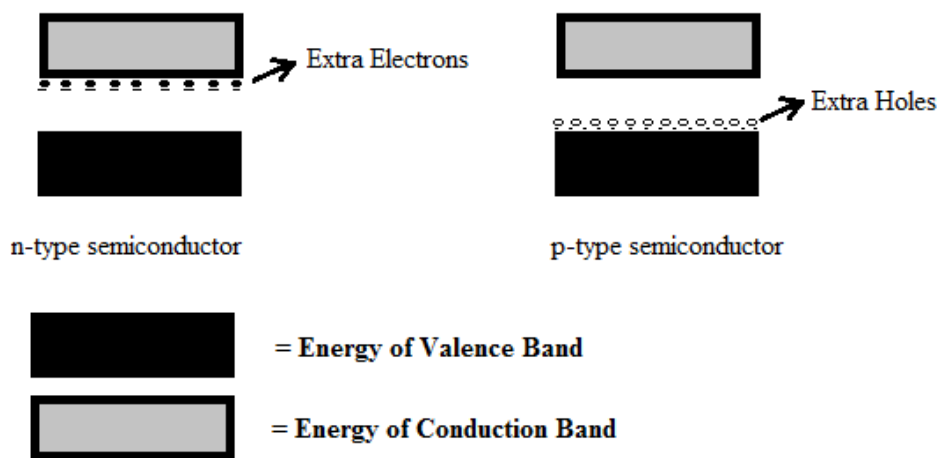 Extra Electrons
Extra Holes
n-type semiconductor
p-type semiconductor
= Energy of Valence Band
= Energy of Conduction Band